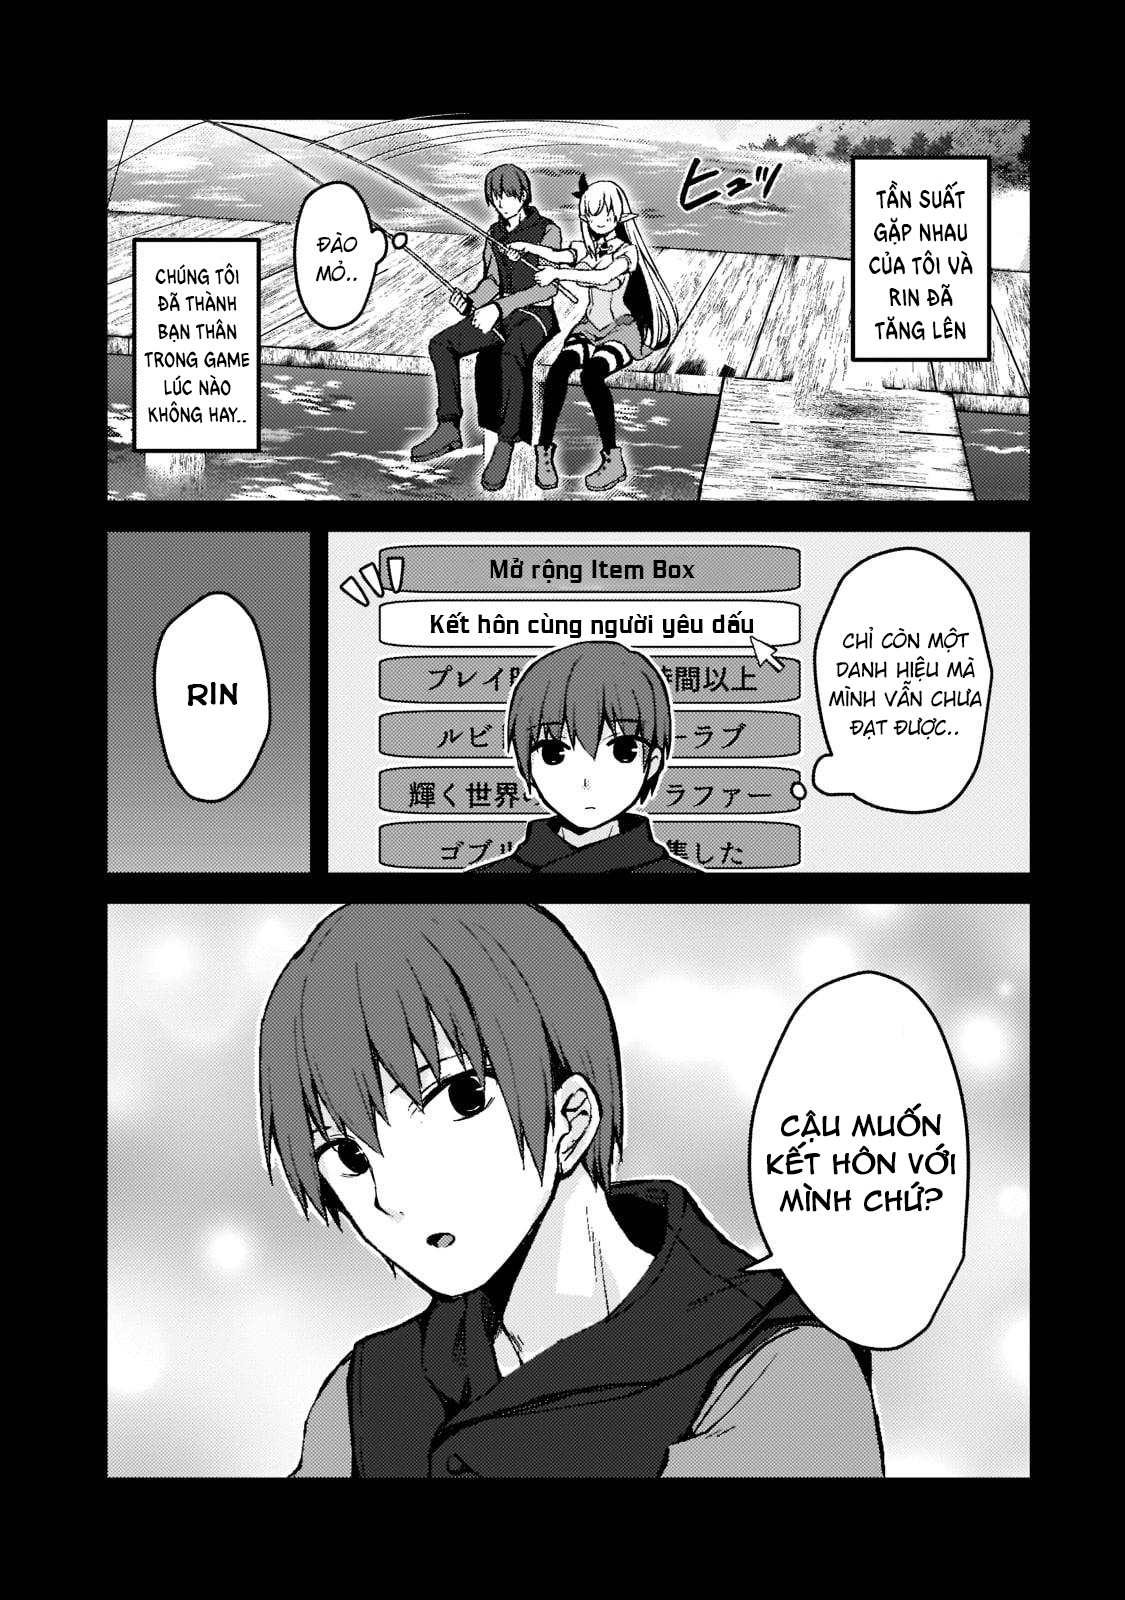 TẦN SUẤT
GẶP NHAU
CỦA TÔI VÀ
RIN ĐÃ
TĂNG LÊN
ヒュッ
ĐÀO
MỎ..
CHÚNG TÔI
ĐÃ THÀNH
BẠN THÂN
TRONG GAME
LÚC NÀO
KHÔNG HAY..
Mở rộng Item Box
Kết hôn cùng người yêu dấu
プレイ 時間以上
ルビ ーラブ
輝く世界の ラファー
ゴブル 集した
CHỈ CÒN MỘT
DANH HIỆU MÀ
MÌNH VẪN CHƯA
ĐẠT ĐƯỢC..
RIN
CẬU MUỐN
KẾT HÔN VỚI
MÌNH CHỨ?